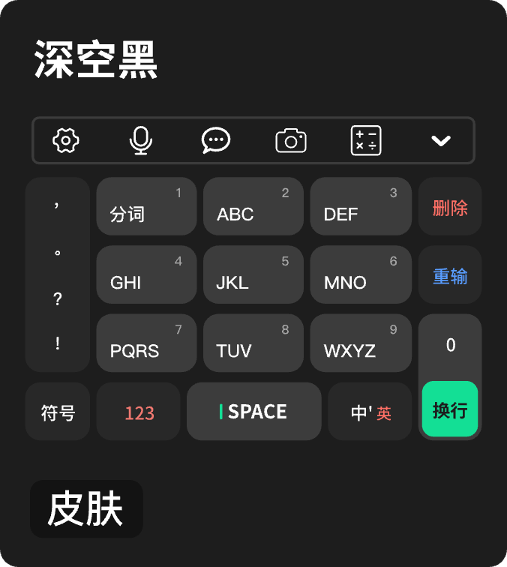 深空黑
，
。
?
!
分词 1
ABC 2
DEF 3
删除
GHI 4
JKL 5
MNO 6
重输
PQRS 7
TUV 8
WXYZ 9
0
符号
123
SPACE
中'英
换行
皮肤